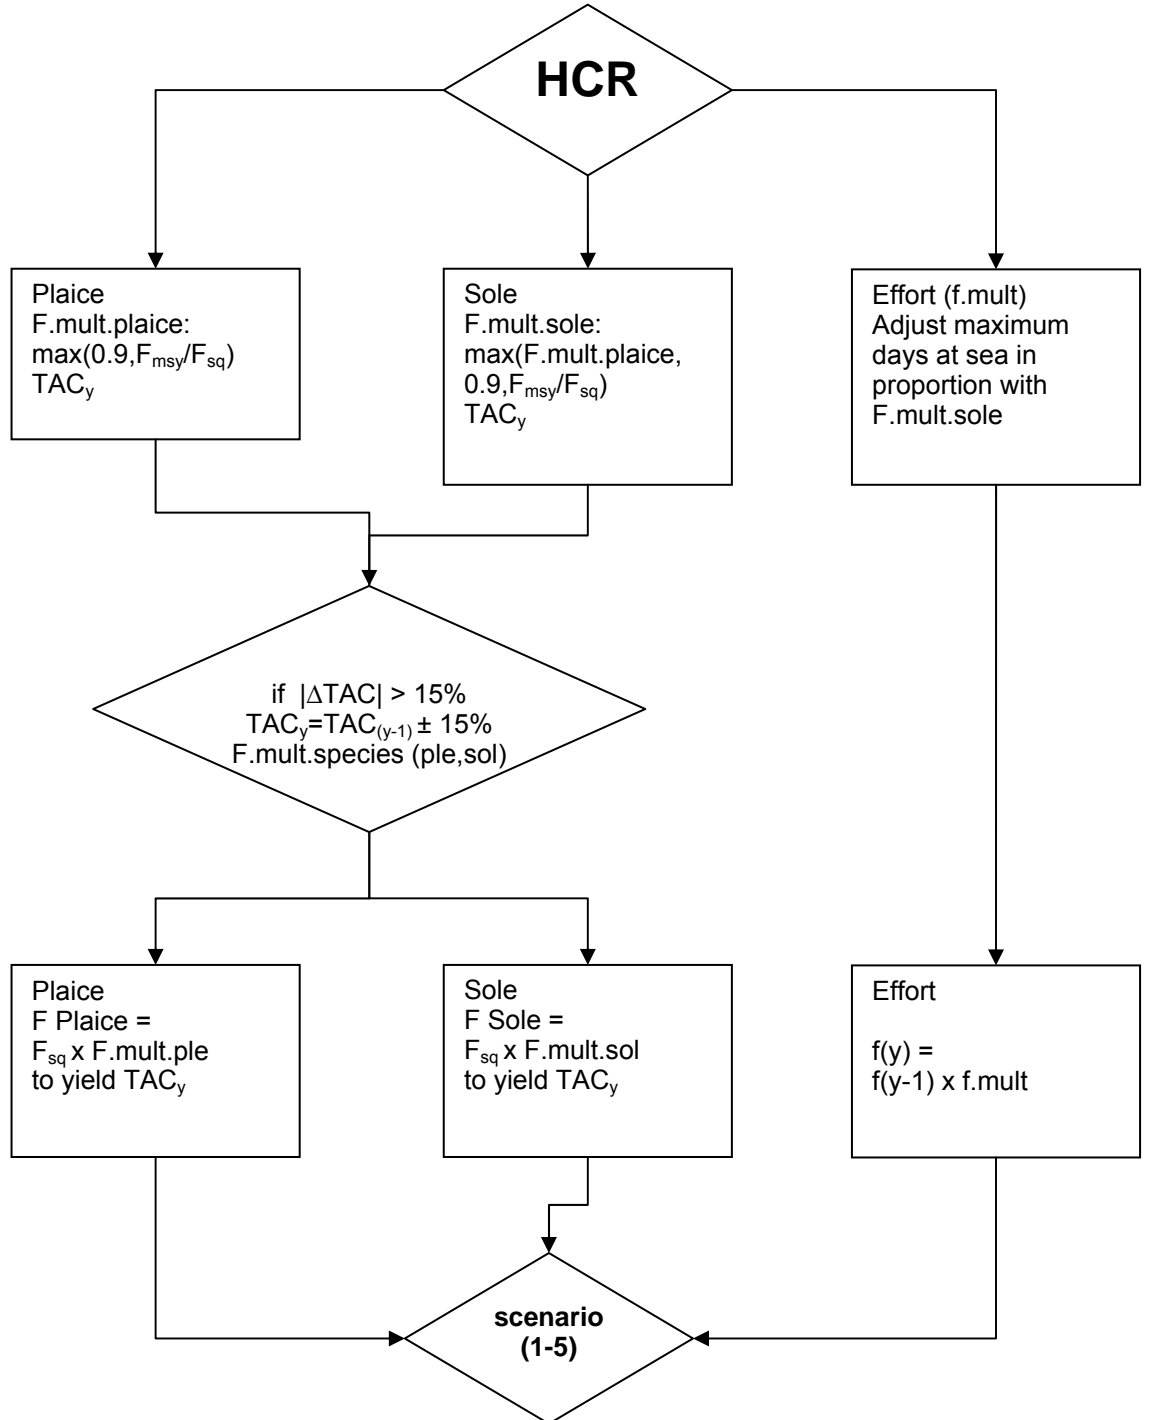 HCR
Plaice
F.mult.plaice:
max(0.9,Fmsy/Fsq)
TACy
Sole
F.mult.sole:
max(F.mult.plaice,
0.9,Fmsy/Fsq)
TACy
Effort (f.mult)
Adjust maximum
days at sea in
proportion with
F.mult.sole
if |∆TAC| > 15%
TACy=TAC(y-1) ± 15%
F.mult.species (ple,sol)
Plaice
F Plaice =
Fsq x F.mult.ple
to yield TACy
Sole
F Sole =
Fsq x F.mult.sol
to yield TACy
Effort
f(y) =
f(y-1) x f.mult
scenario
(1-5)